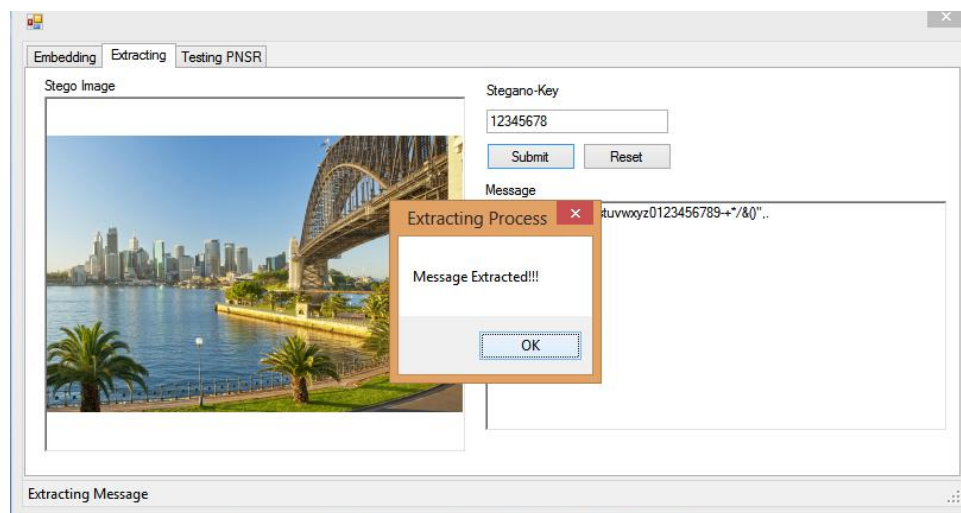 Embedding Extracting Testing PNSR
Stego Image
Stegano-Key
12345678
Submit Reset
Message
tuvwxyz0123456789-+*/&()",.
Extracting Process
Message Extracted!!!
OK
Extracting Message